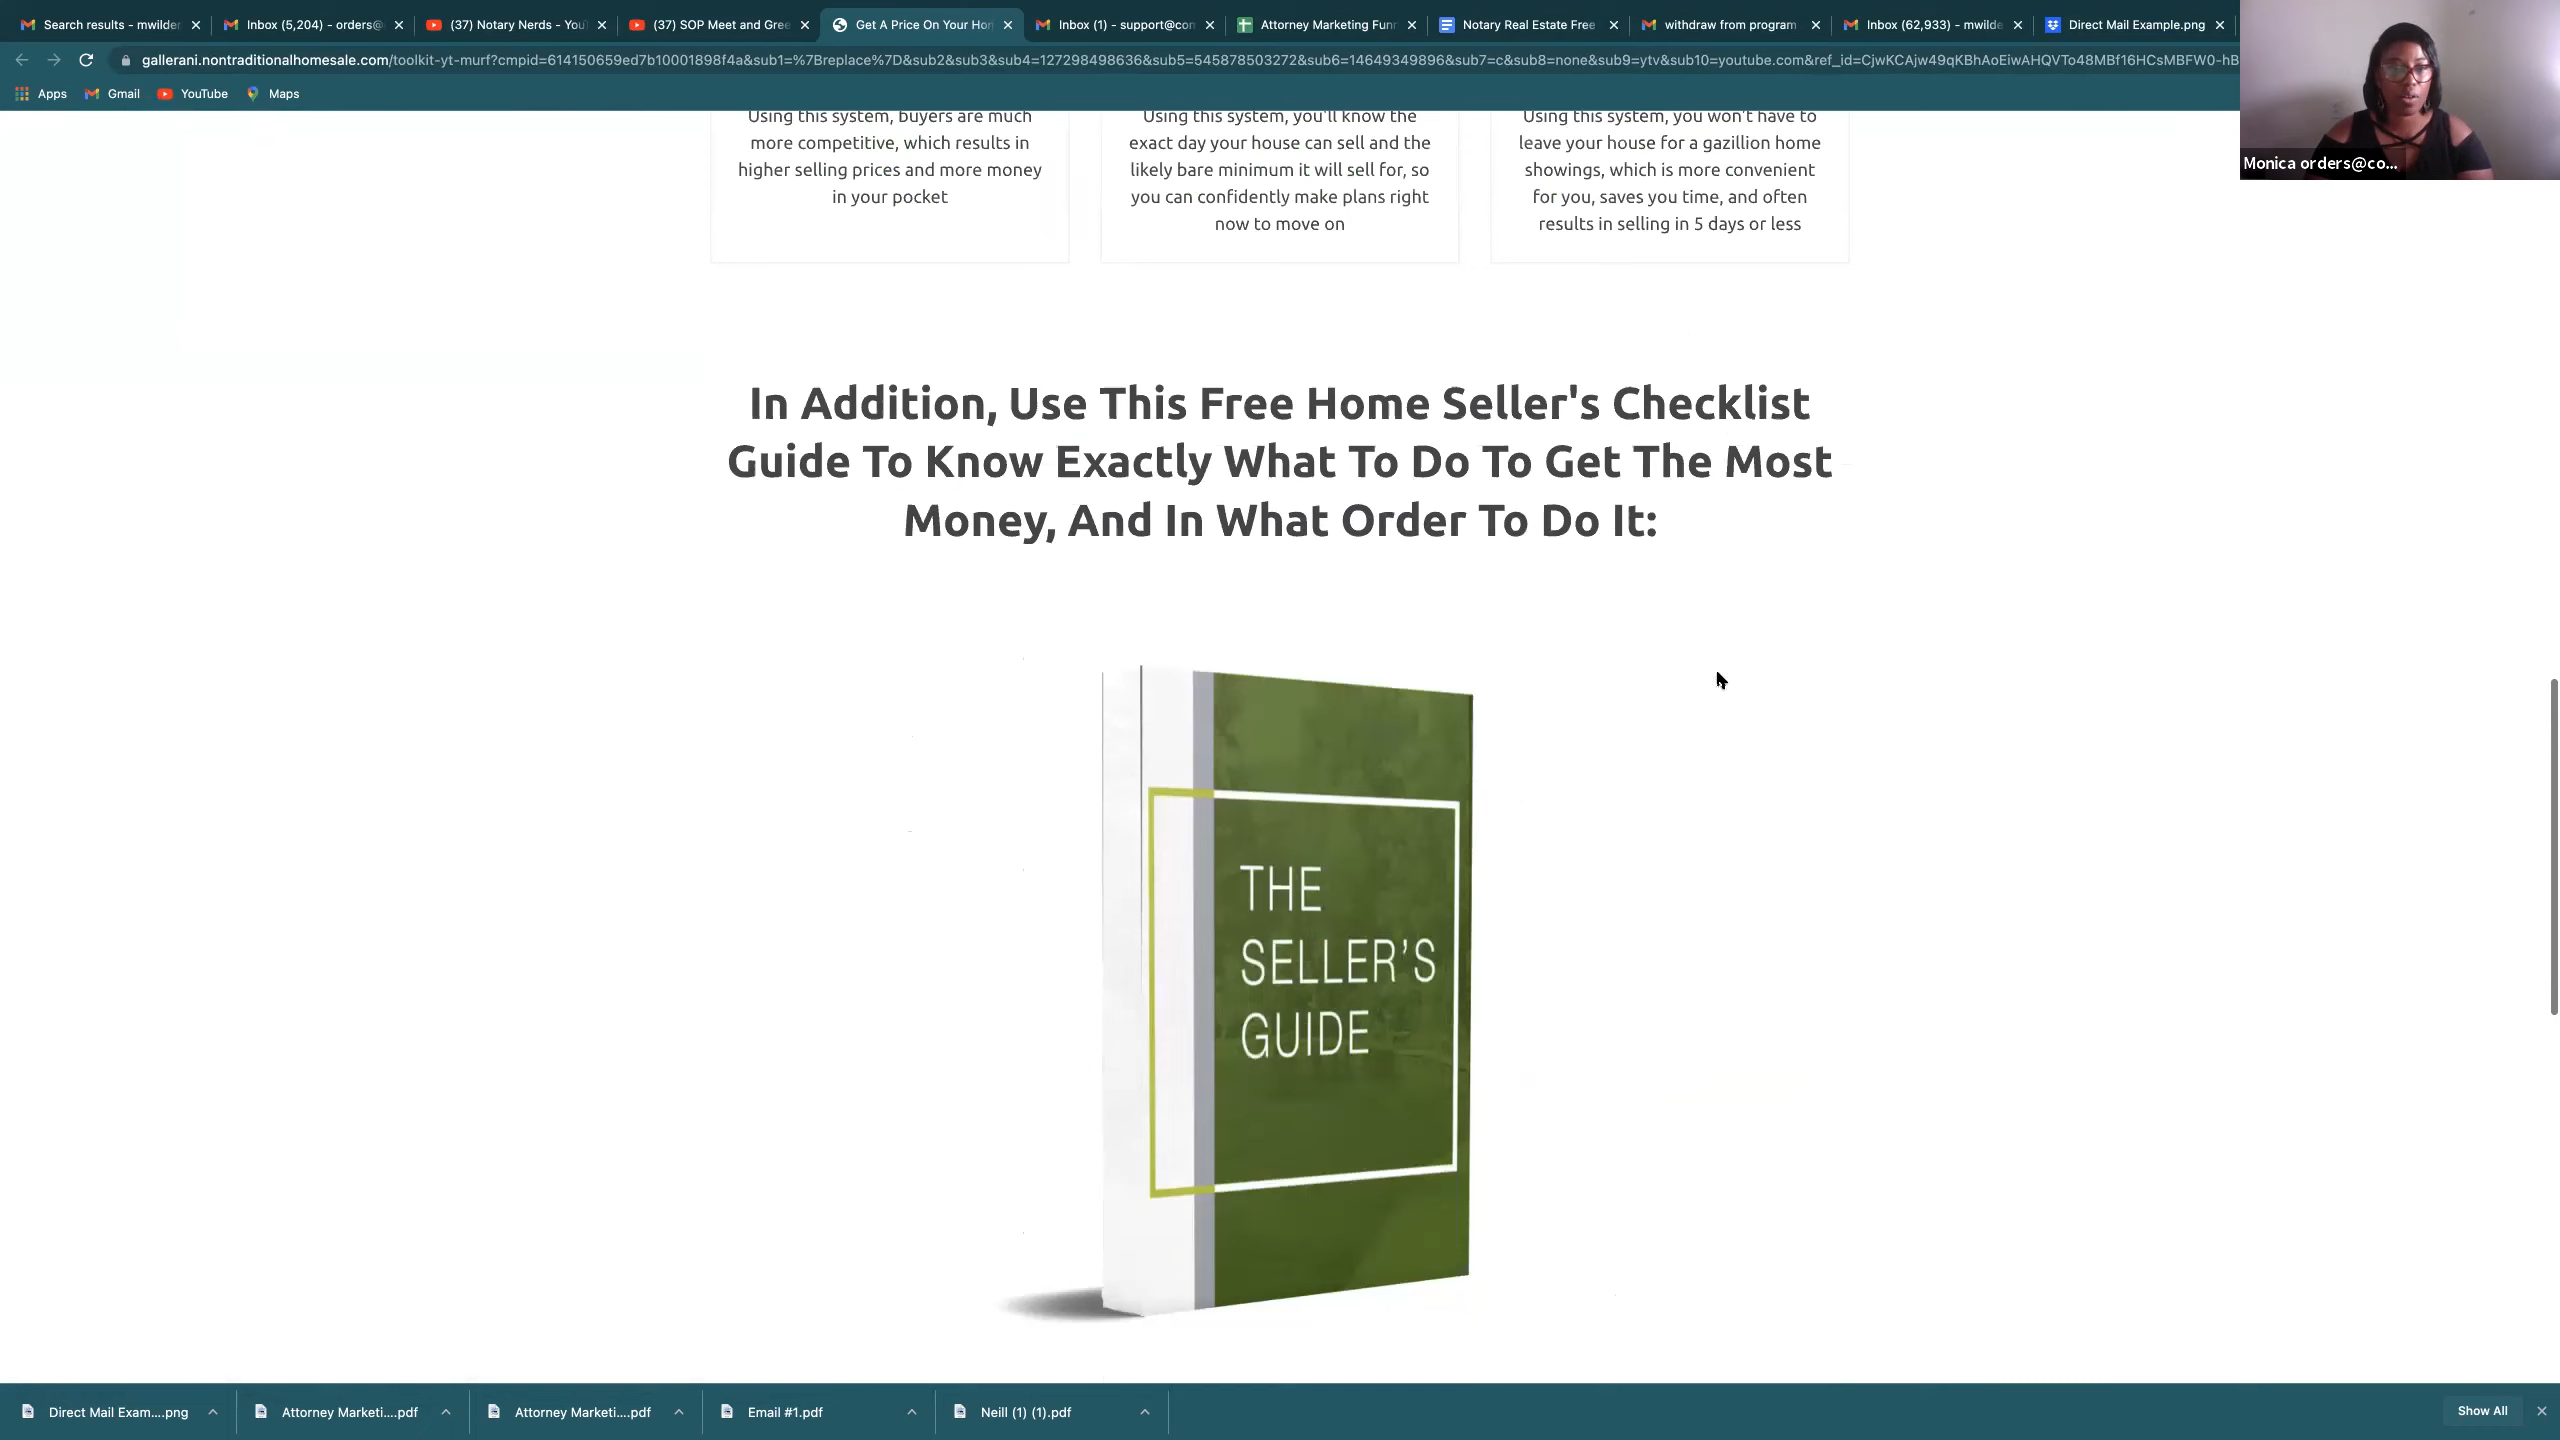 Search results - mwilder
Inbox (5,204) - orders@
(37) Notary Nerds - YouT
(37) SOP Meet and Gree
Get A Price On Your Hom
Inbox (1) - support@con
Attorney Marketing Funn
Notary Real Estate Free
withdraw from program
Inbox (62,933) - mwilde
Direct Mail Example.png
gallerani.nontraditionalhomesale.com/toolkit-yt-murf?cmpid=614150659ed7b10001898f4a&sub1=%7Breplace%7D&sub2&sub3&sub4=127298498636&sub5=545878503272&sub6=14649349896&sub7=c&sub8=none&sub9=ytv&sub10=youtube.com&ref_id=CjwKCAjw49qKBhAoEiwAHQVTo48MBf16HCsMBFW0-hB
Apps
Gmail
YouTube
Maps
Monica orders@co...
Using this system, buyers are much
more competitive, which results in
higher selling prices and more money
in your pocket
Using this system, you'll know the
exact day your house can sell and the
likely bare minimum it will sell for, so
you can confidently make plans right
now to move on
Using this system, you won't have to
leave your house for a gazillion home
showings, which is more convenient
for you, saves you time, and often
results in selling in 5 days or less
In Addition, Use This Free Home Seller's Checklist
Guide To Know Exactly What To Do To Get The Most
Money, And In What Order To Do It:
THE
SELLER'S
GUIDE
Direct Mail Exam....png
Attorney Marketi....pdf
Attorney Marketi....pdf
Email #1.pdf
Neill (1) (1).pdf
Show All